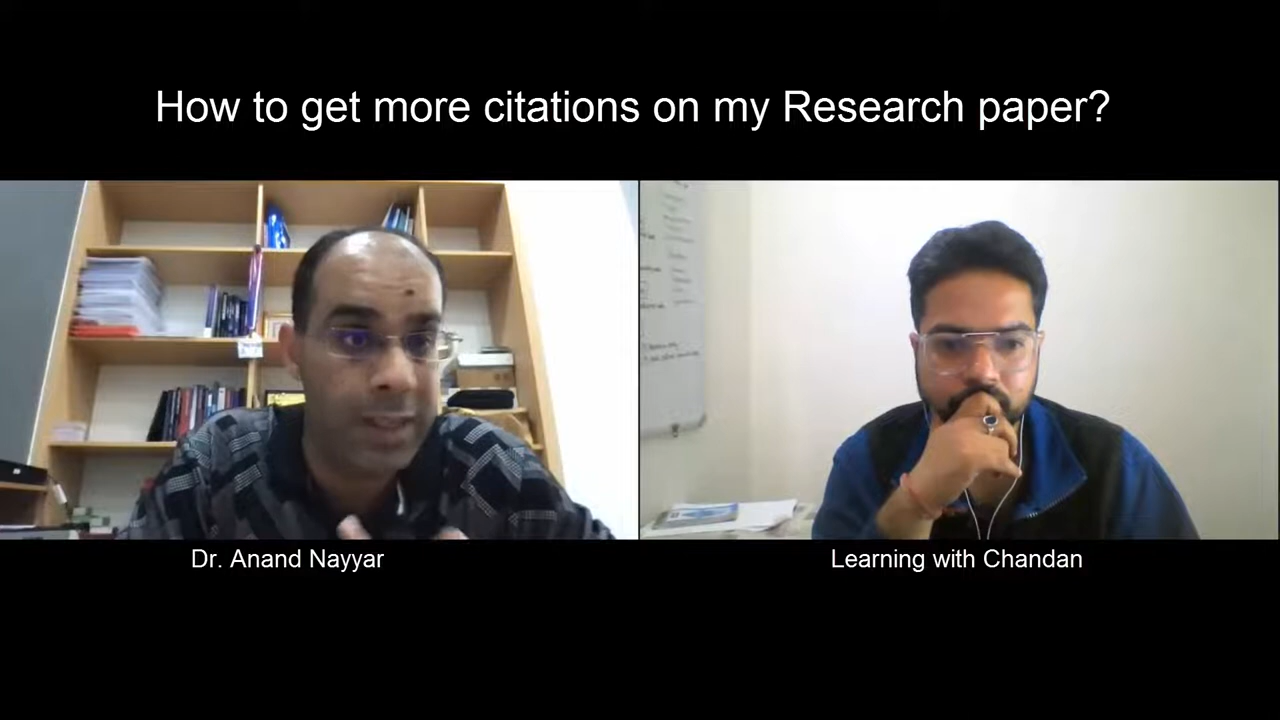 How to get more citations on my Research paper?
Dr. Anand Nayyar
Learning with Chandan